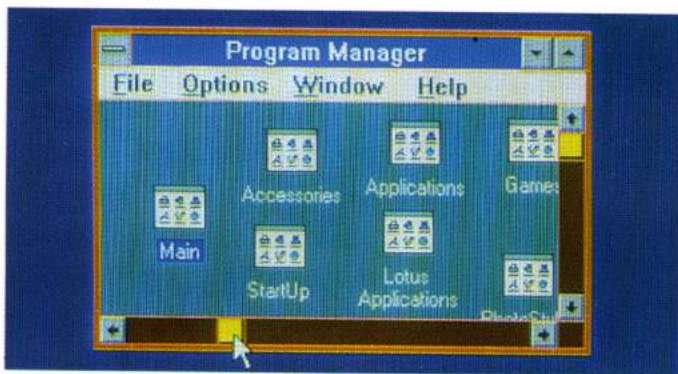 Program Manager
File Options Window Help
Accessories
Applications
Games
Main
StartUp
Lotus
Applications